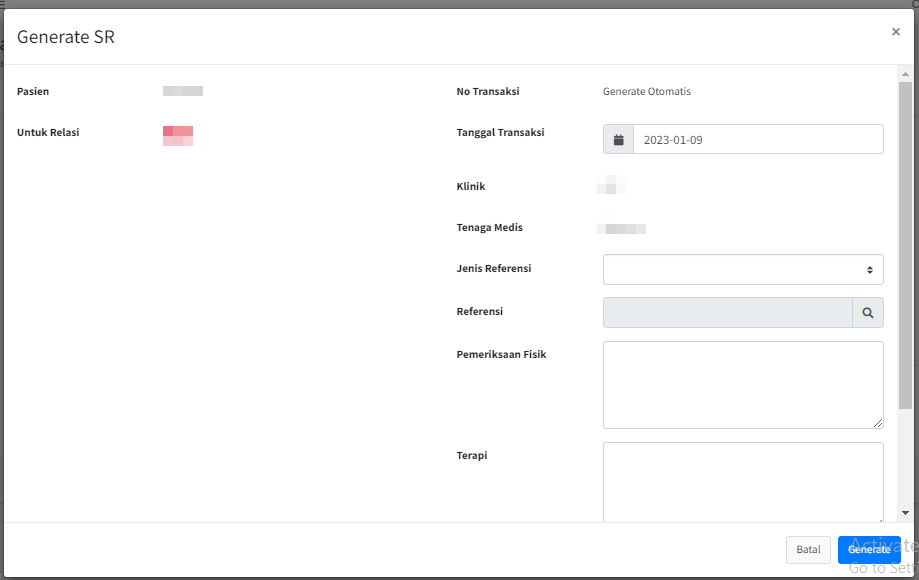 Generate SR
×
Pasien
Untuk Relasi
No Transaksi
Generate Otomatis
Tanggal Transaksi
2023-01-09
Klinik
Tenaga Medis
Jenis Referensi
Referensi
Pemeriksaan Fisik
Terapi
Batal
Generate
Activate
Go to Sett